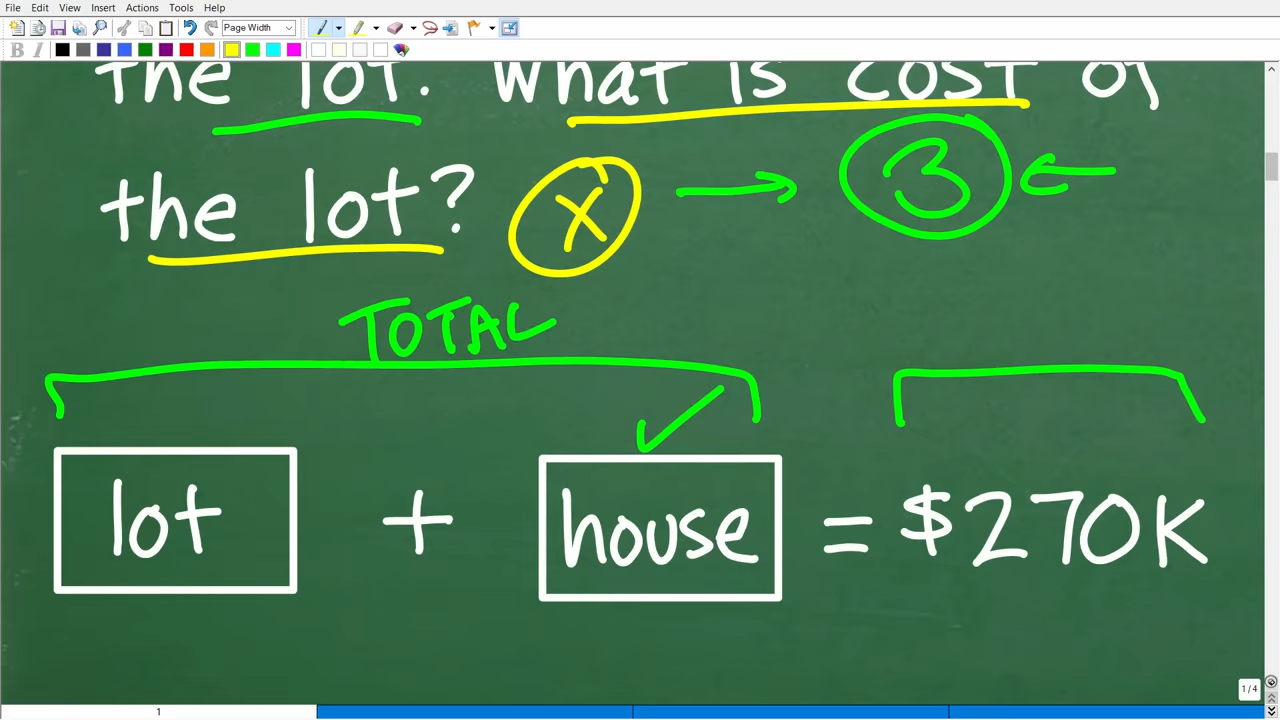 File Edit View Insert Actions Tools Help
Page Width
B I
the lot. What is cost of
the lot? x 3
TOTAL
lot + house = $270K
1 / 4
1